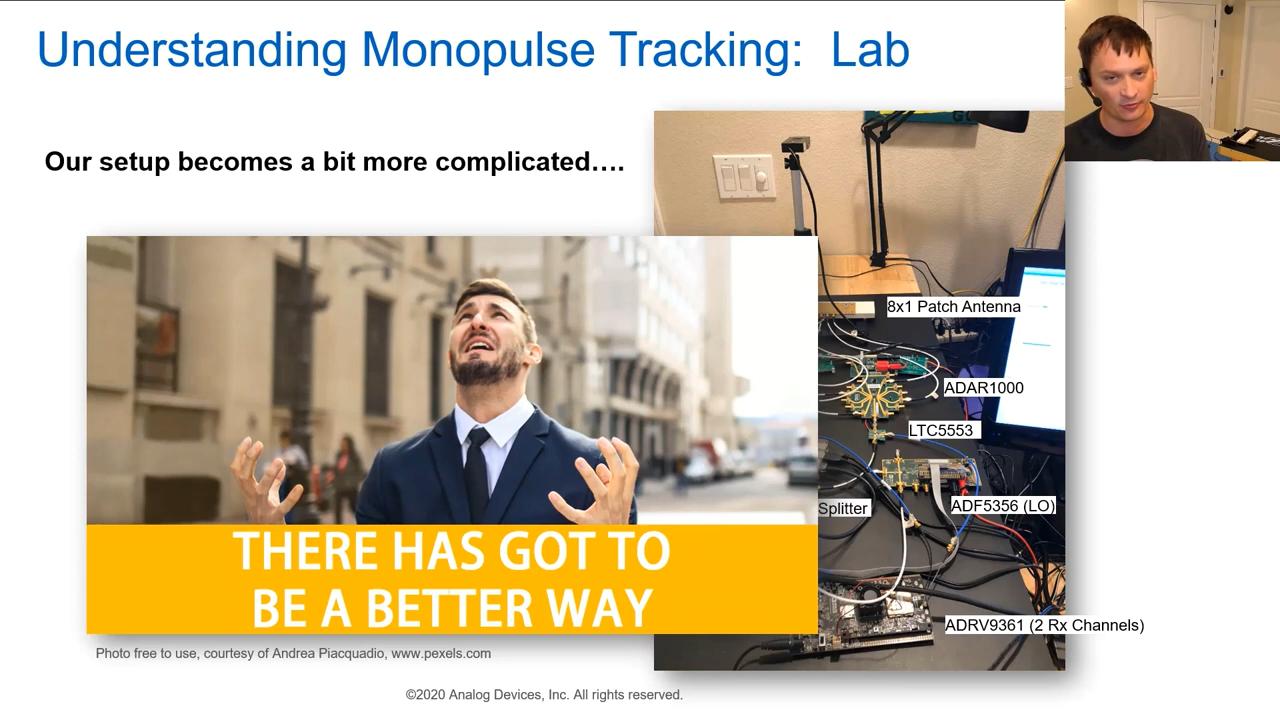 Understanding Monopulse Tracking: Lab
Our setup becomes a bit more complicated….
8x1 Patch Antenna
ADAR1000
LTC5553
Splitter
ADF5356 (LO)
ADRV9361 (2 Rx Channels)
THERE HAS GOT TO
BE A BETTER WAY
Photo free to use, courtesy of Andrea Piacquadio, www.pexels.com
©2020 Analog Devices, Inc. All rights reserved.